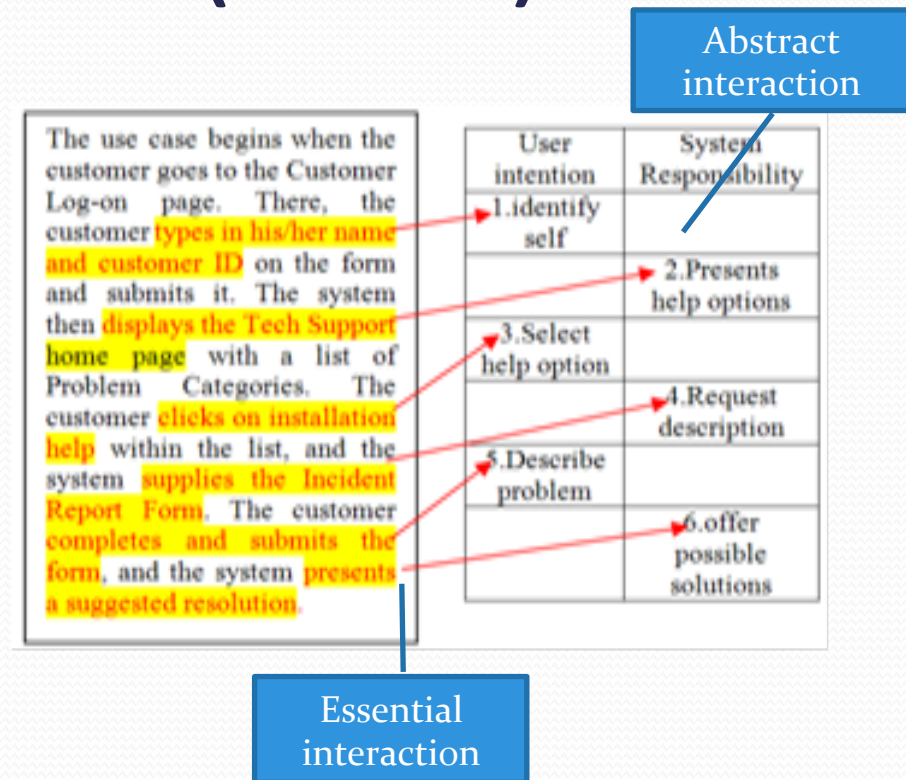 Abstract
interaction
The use case begins when the
customer goes to the Customer
Log-on page. There, the
customer types in his/her name
and customer ID on the form
and submits it. The system
then displays the Tech Support
home page with a list of
Problem Categories. The
customer clicks on installation
help within the list, and the
system supplies the Incident
Report Form. The customer
completes and submits the
form, and the system presents
a suggested resolution.
User
intention
System
Responsibility
1.identify
self
2.Presents
help options
3.Select
help option
4.Request
description
5.Describe
problem
6.offer
possible
solutions
Essential
interaction